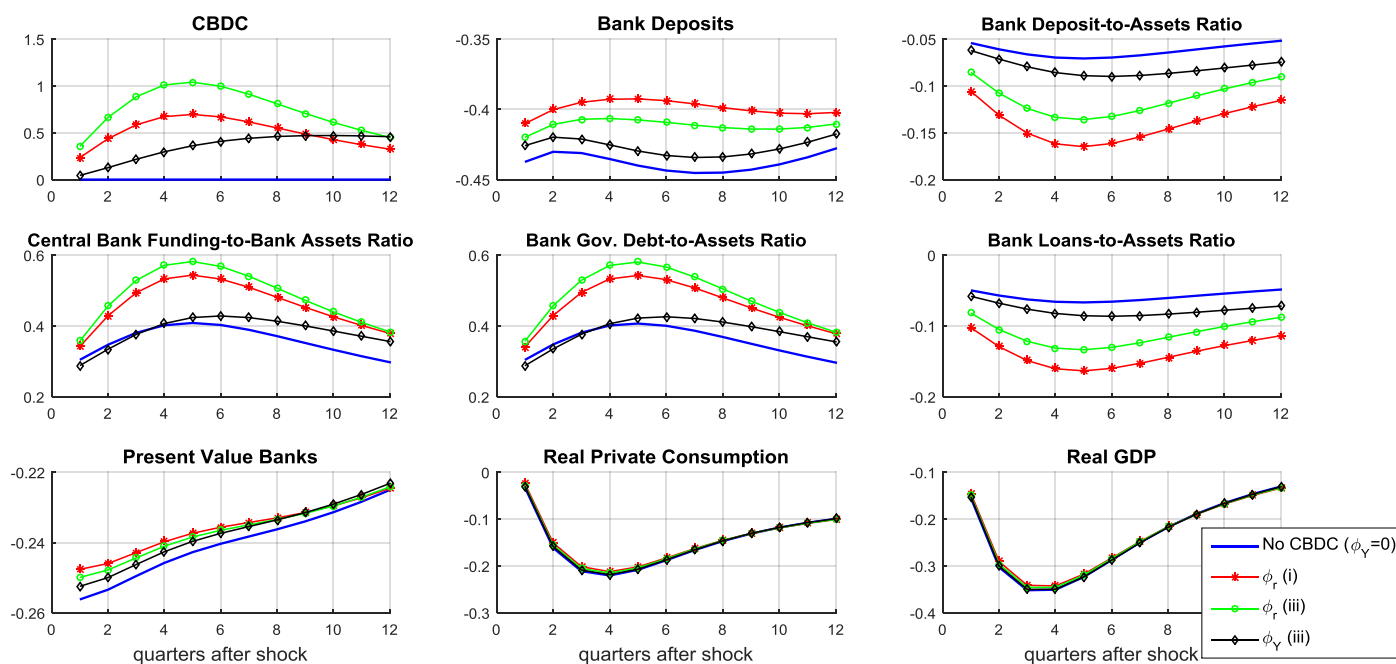 CBDC
Bank Deposits
Bank Deposit-to-Assets Ratio
1.5
1
0.5
0
0 2 4 6 8 10 12
-0.35
-0.4
-0.45
0 2 4 6 8 10 12
-0.05
-0.1
-0.15
-0.2
0 2 4 6 8 10 12
Central Bank Funding-to-Bank Assets Ratio
Bank Gov. Debt-to-Assets Ratio
Bank Loans-to-Assets Ratio
0.6
0.4
0.2
0 2 4 6 8 10 12
0.6
0.4
0.2
0 2 4 6 8 10 12
0
-0.1
-0.2
0 2 4 6 8 10 12
Present Value Banks
Real Private Consumption
Real GDP
-0.22
-0.24
-0.26
0 2 4 6 8 10 12
quarters after shock
0
-0.1
-0.2
-0.3
0 2 4 6 8 10 12
quarters after shock
-0.1
-0.2
-0.3
-0.4
0 2 4 6 8
No CBDC (ϕ_Y=0)
ϕ_r (i)
ϕ_r (iii)
ϕ_Y (iii)